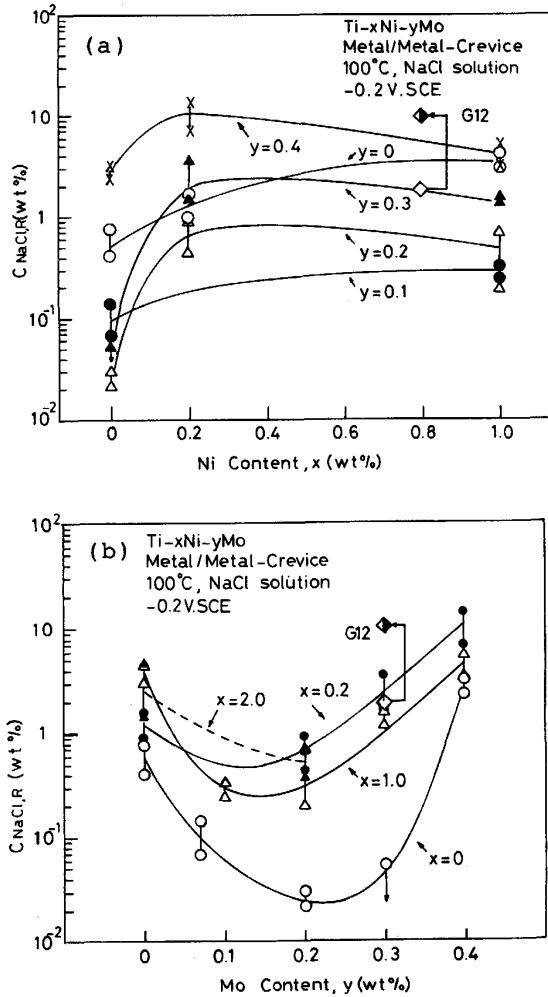 (a)
Ti-xNi-yMo
Metal/Metal-Crevice
100°C, NaCl solution
-0.2 V.SCE
G12
y=0.4
y=0
y=0.3
y=0.2
y=0.1
10²
10
1
10⁻¹
10⁻²
C NaCl,R (wt%)
0 0.2 0.4 0.6 0.8 1.0
Ni Content, x (wt%)
(b)
Ti-xNi-yMo
Metal/Metal-Crevice
100°C, NaCl solution
-0.2 V.SCE
G12
x=2.0
x=0.2
x=1.0
x=0
10²
10
1
10⁻¹
10⁻²
C NaCl,R (wt%)
0 0.1 0.2 0.3 0.4
Mo Content, y (wt%)